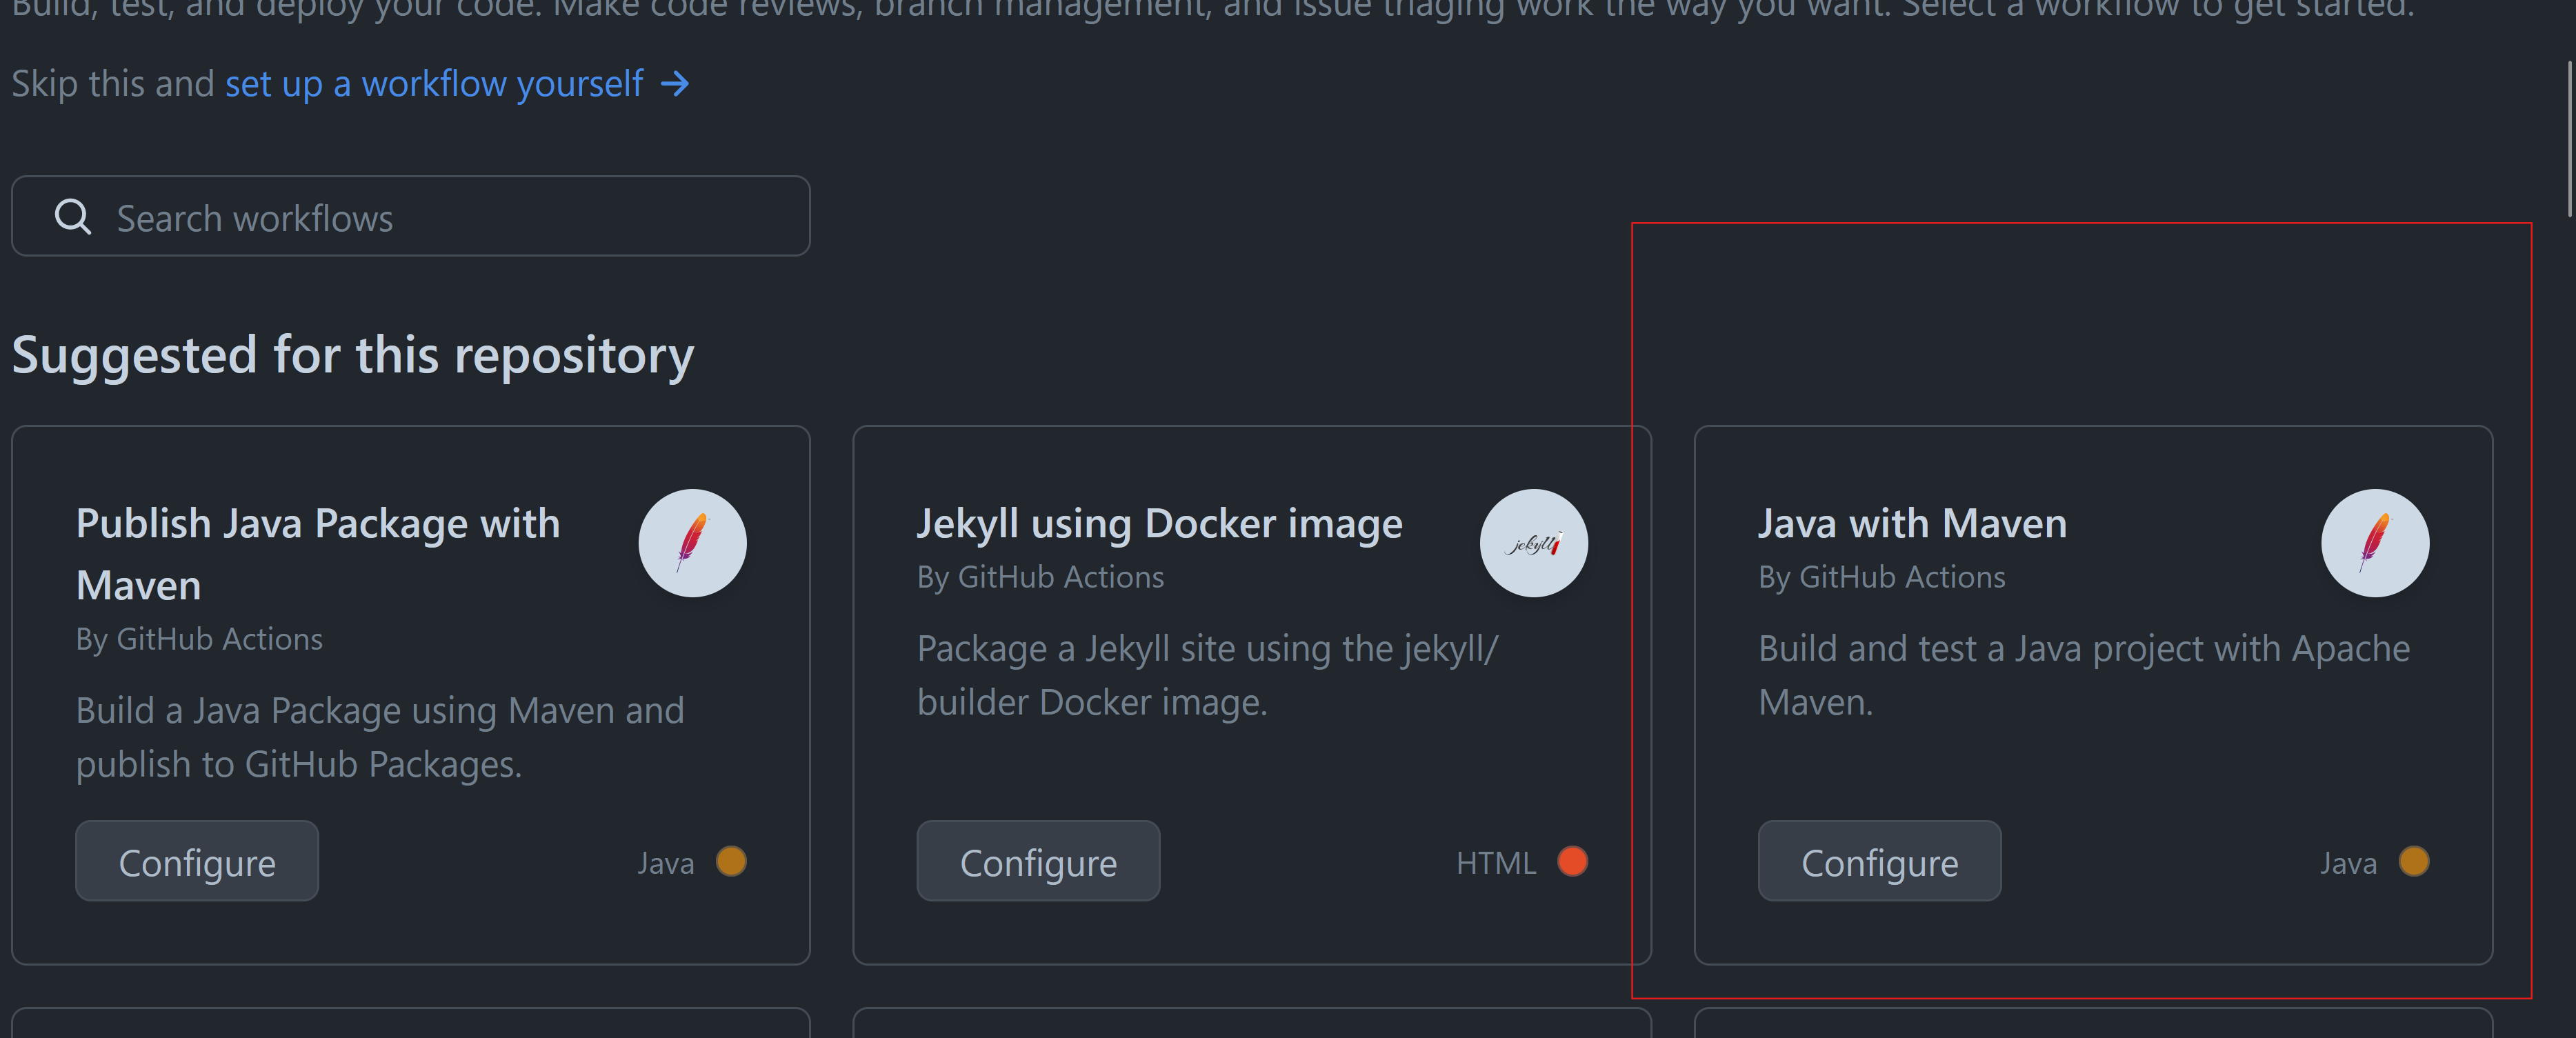 Build, test, and deploy your code. Make code reviews, branch management, and issue triaging work the way you want. Select a workflow to get started.
Skip this and set up a workflow yourself →
Search workflows
Suggested for this repository
Publish Java Package with
Maven
By GitHub Actions
Build a Java Package using Maven and
publish to GitHub Packages.
Configure
Java
Jekyll using Docker image
By GitHub Actions
jekyll
Package a Jekyll site using the jekyll/
builder Docker image.
Configure
HTML
Java with Maven
By GitHub Actions
Build and test a Java project with Apache
Maven.
Configure
Java